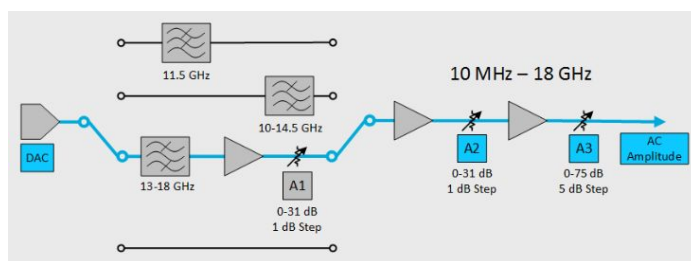 11.5 GHz
10 MHz – 18 GHz
10-14.5 GHz
DAC
13-18 GHz
A1
0-31 dB
1 dB Step
A2
0-31 dB
1 dB Step
A3
0-75 dB
5 dB Step
AC
Amplitude